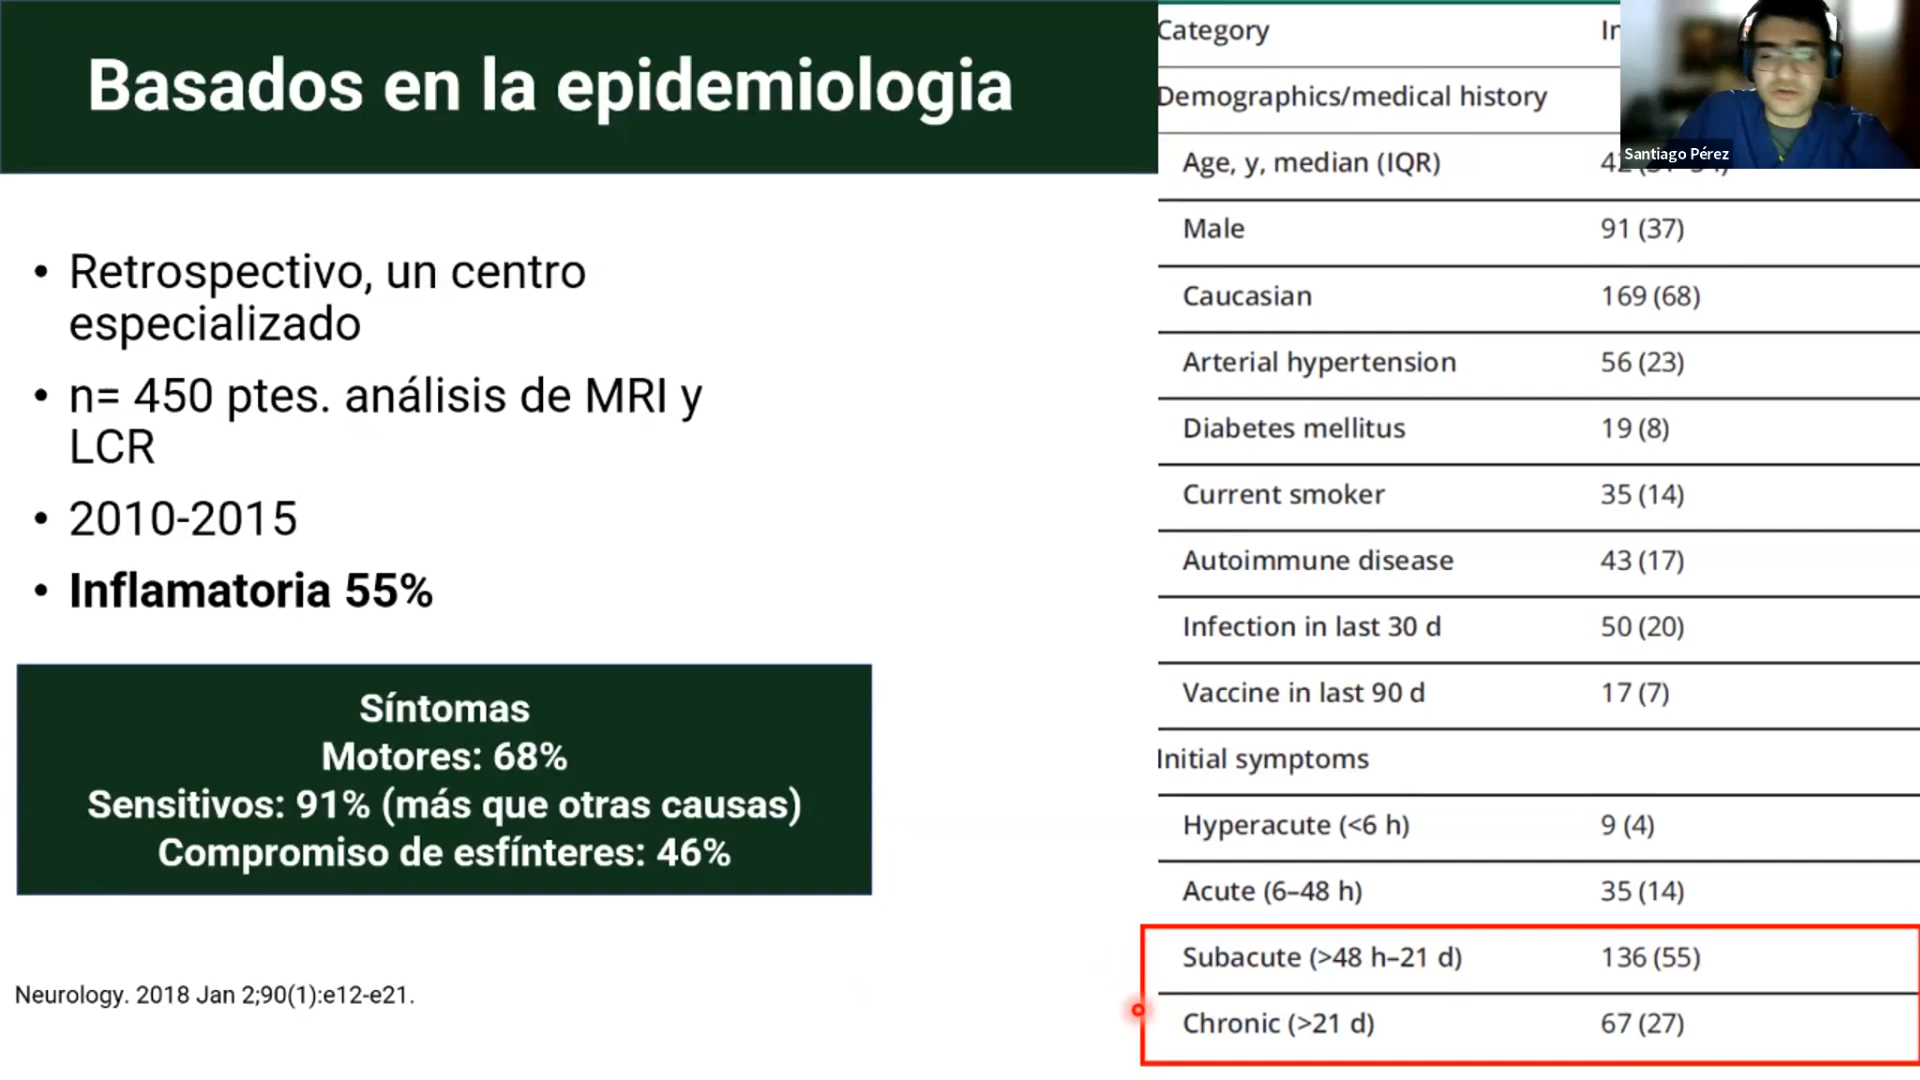 Basados en la epidemiologia
• Retrospectivo, un centro
especializado
• n= 450 ptes. análisis de MRI y
LCR
• 2010-2015
• Inflamatoria 55%
Síntomas
Motores: 68%
Sensitivos: 91% (más que otras causas)
Compromiso de esfínteres: 46%
Neurology. 2018 Jan 2;90(1):e12-e21.
Category
Demographics/medical history
Age, y, median (IQR)
Male 91 (37)
Caucasian 169 (68)
Arterial hypertension 56 (23)
Diabetes mellitus 19 (8)
Current smoker 35 (14)
Autoimmune disease 43 (17)
Infection in last 30 d 50 (20)
Vaccine in last 90 d 17 (7)
Initial symptoms
Hyperacute (<6 h) 9 (4)
Acute (6–48 h) 35 (14)
Subacute (>48 h–21 d) 136 (55)
Chronic (>21 d) 67 (27)
Santiago Pérez